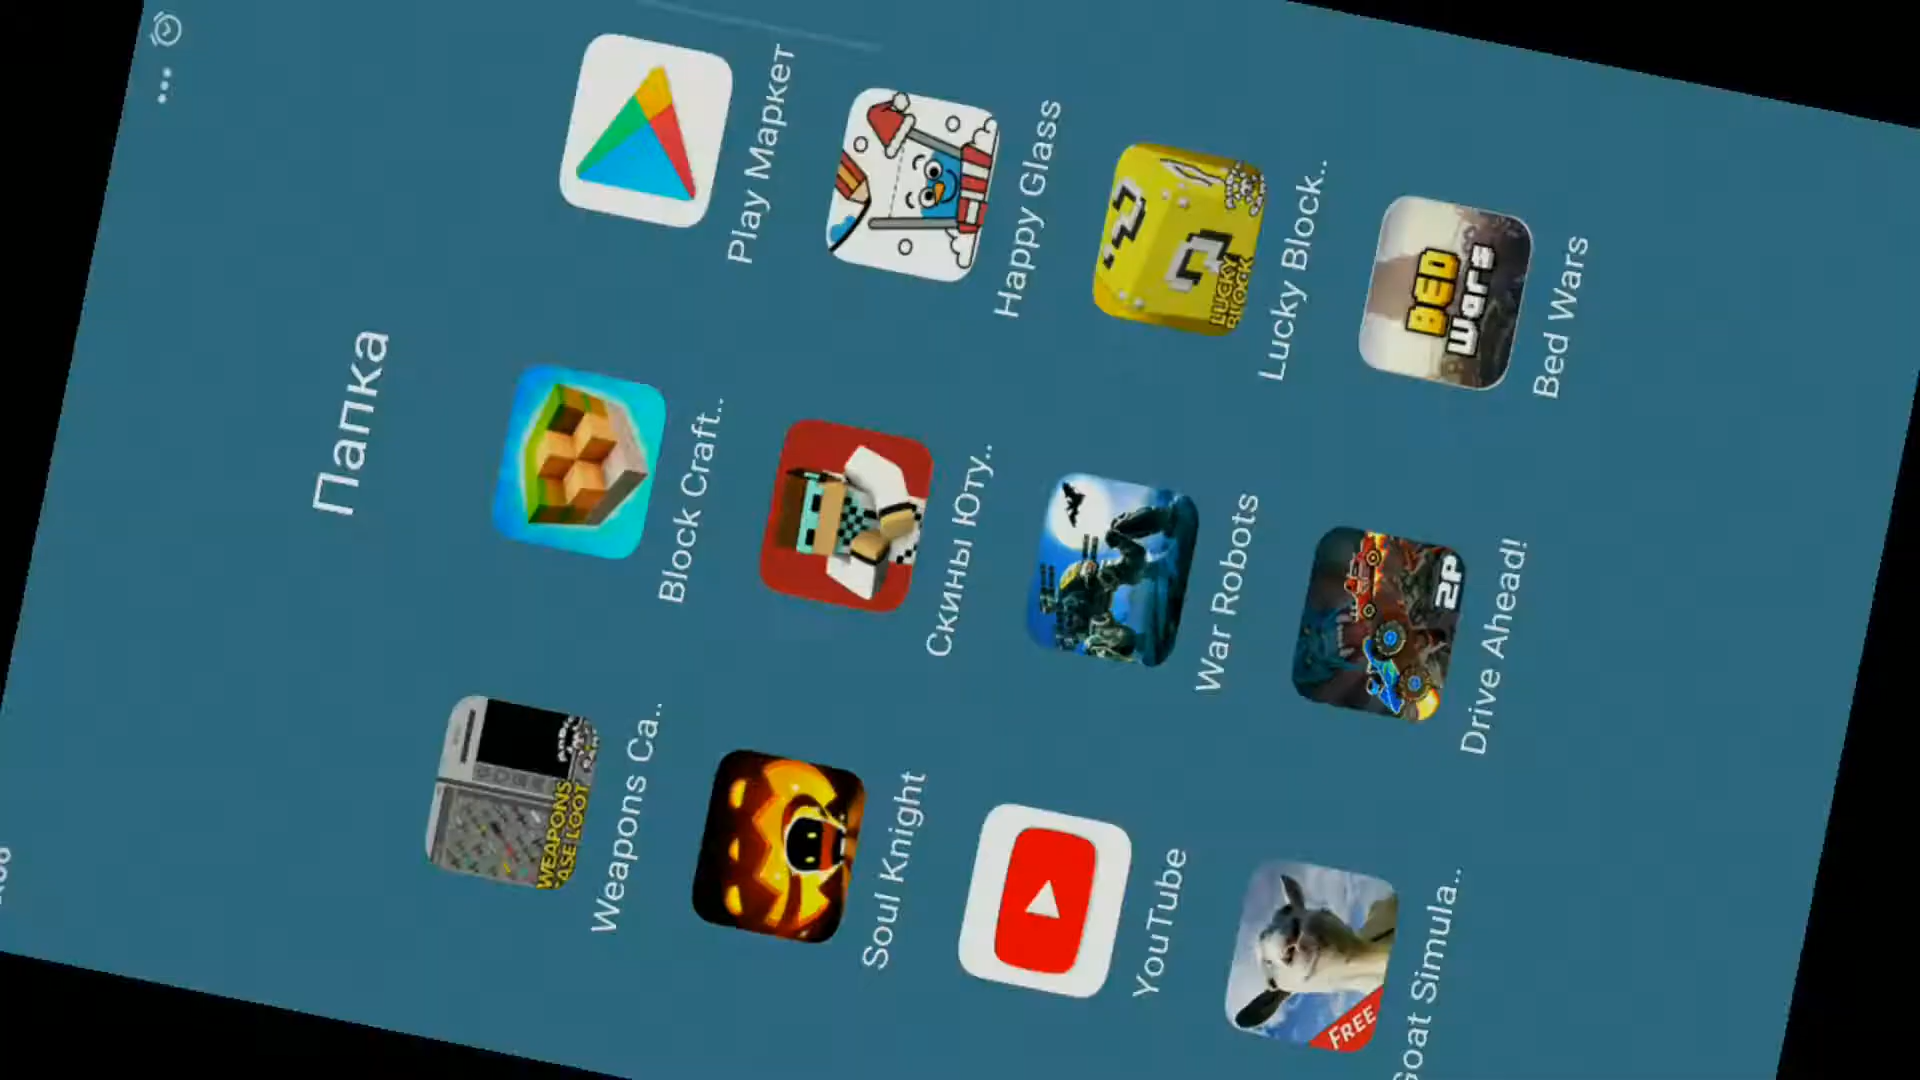 Папка
WEAPONS
CASE LOOT
Weapons Ca..
Block Craft..
Play Маркет
Soul Knight
Скины Юту..
Happy Glass
YouTube
War Robots
LUCKY
BLOCK
Lucky Block..
FREE
Goat Simula..
2P
Drive Ahead!
BED
Wars
Bed Wars